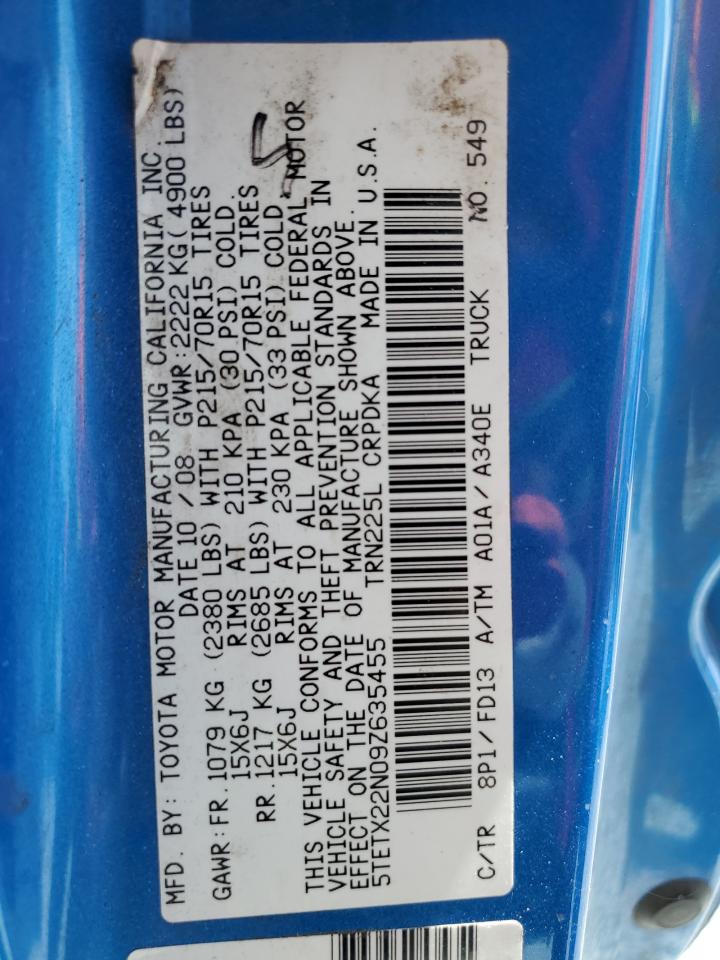 MFD. BY: TOYOTA MOTOR MANUFACTURING CALIFORNIA INC.
DATE 10 / 08 GVWR: 2222 KG( 4900 LBS)
GAWR: FR. 1079 KG (2380 LBS) WITH P215/70R15 TIRES
15X6J RIMS AT 210 KPA (30 PSI) COLD.
RR. 1217 KG (2685 LBS) WITH P215/70R15 TIRES
15X6J RIMS AT 230 KPA (33 PSI) COLD.
THIS VEHICLE CONFORMS TO ALL APPLICABLE FEDERAL MOTOR
VEHICLE SAFETY AND THEFT PREVENTION STANDARDS IN
EFFECT ON THE DATE OF MANUFACTURE SHOWN ABOVE.
5TETX22N09Z635455 TRN225L CRPDKA MADE IN U.S.A.
C/TR 8P1/FD13 A/TM A01A/A340E TRUCK NO. 549